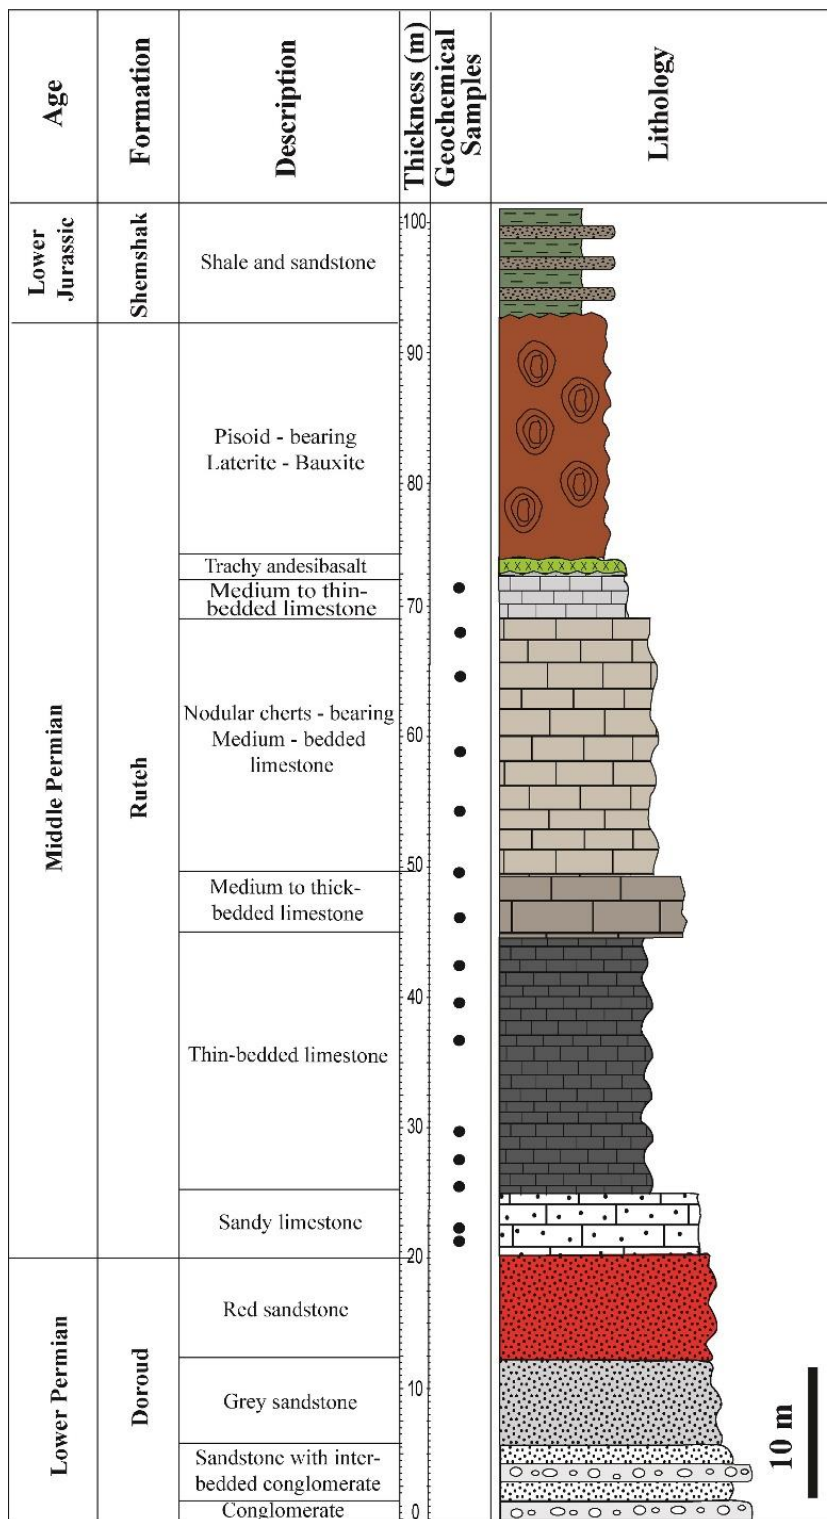 Age
Formation
Description
Thickness (m)
Geochemical
Samples
Lithology
Lower
Jurassic
Shemshak
Shale and sandstone
100
Middle Permian
Ruteh
Pisoid - bearing
Laterite - Bauxite
90
80
Trachy andesibasalt
Medium to thin-
bedded limestone
70
Nodular cherts - bearing
Medium - bedded
limestone
60
50
Medium to thick-
bedded limestone
Thin-bedded limestone
40
30
Sandy limestone
20
Lower Permian
Doroud
Red sandstone
Grey sandstone
10
Sandstone with inter-
bedded conglomerate
Conglomerate
0
10 m